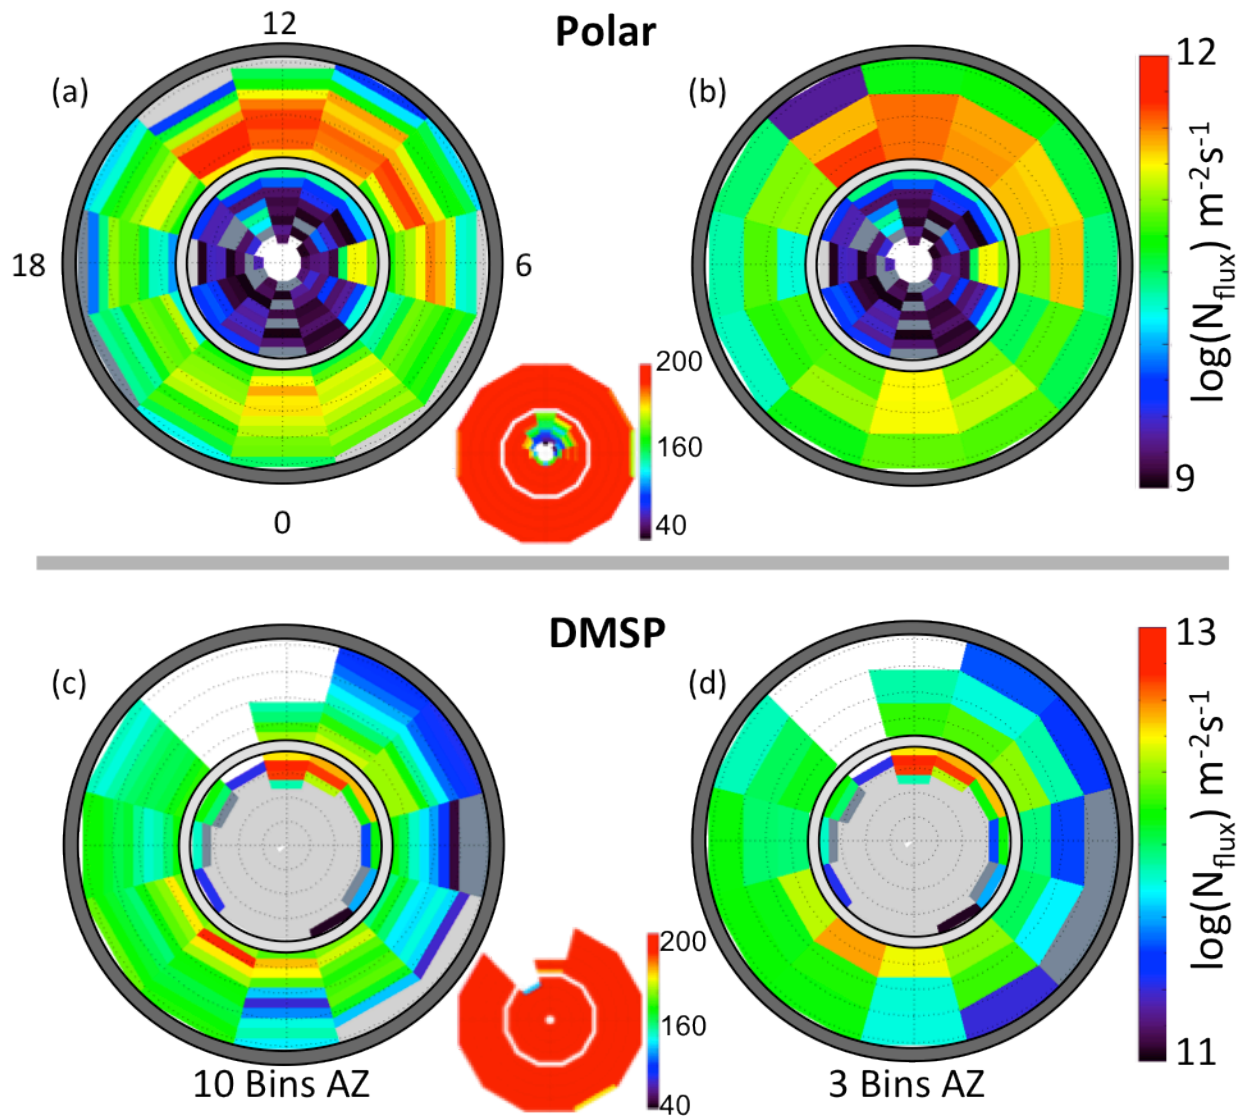 Polar
12
(a)
(b)
18
6
0
200
160
40
12
log(N_flux) m^-2s^-1
9
DMSP
(c)
(d)
200
160
40
13
log(N_flux) m^-2s^-1
11
10 Bins AZ
3 Bins AZ